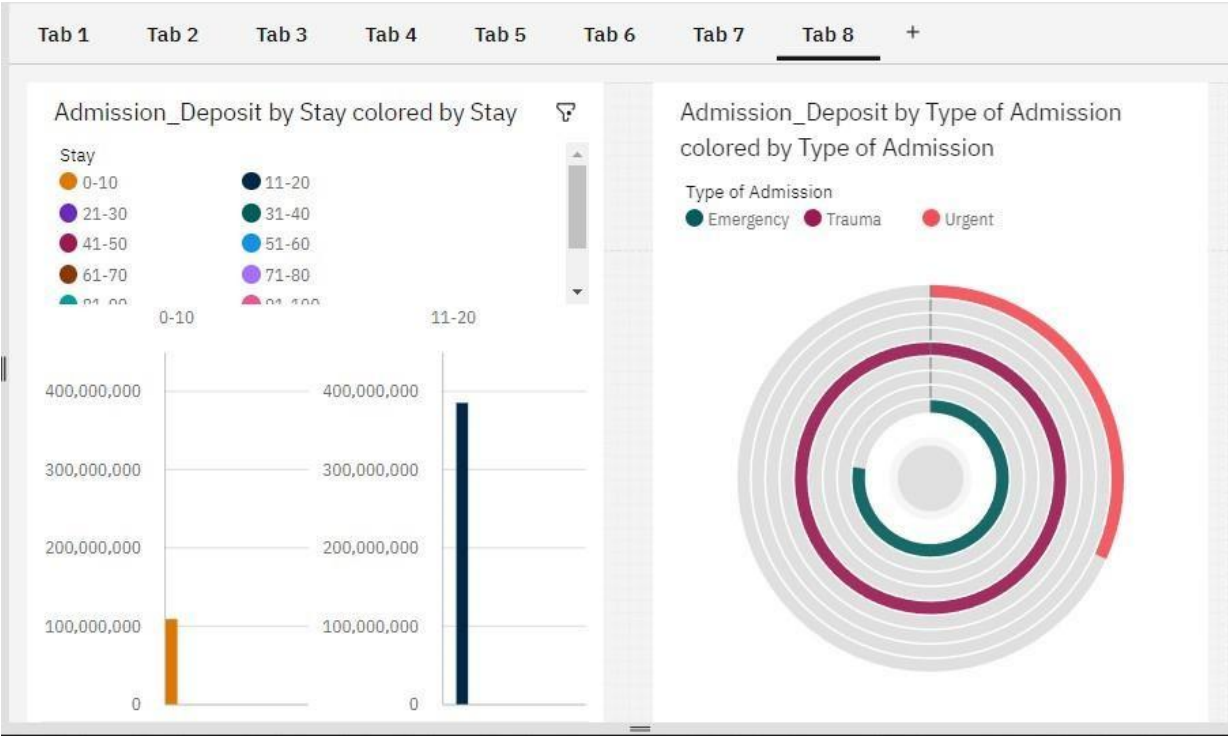 Tab 1 Tab 2 Tab 3 Tab 4 Tab 5 Tab 6 Tab 7 Tab 8 +
Admission_Deposit by Stay colored by Stay
Stay
0-10 11-20
21-30 31-40
41-50 51-60
61-70 71-80
0-10 11-20
400,000,000 400,000,000
300,000,000 300,000,000
200,000,000 200,000,000
100,000,000 100,000,000
0 0
Admission_Deposit by Type of Admission
colored by Type of Admission
Type of Admission
Emergency Trauma Urgent